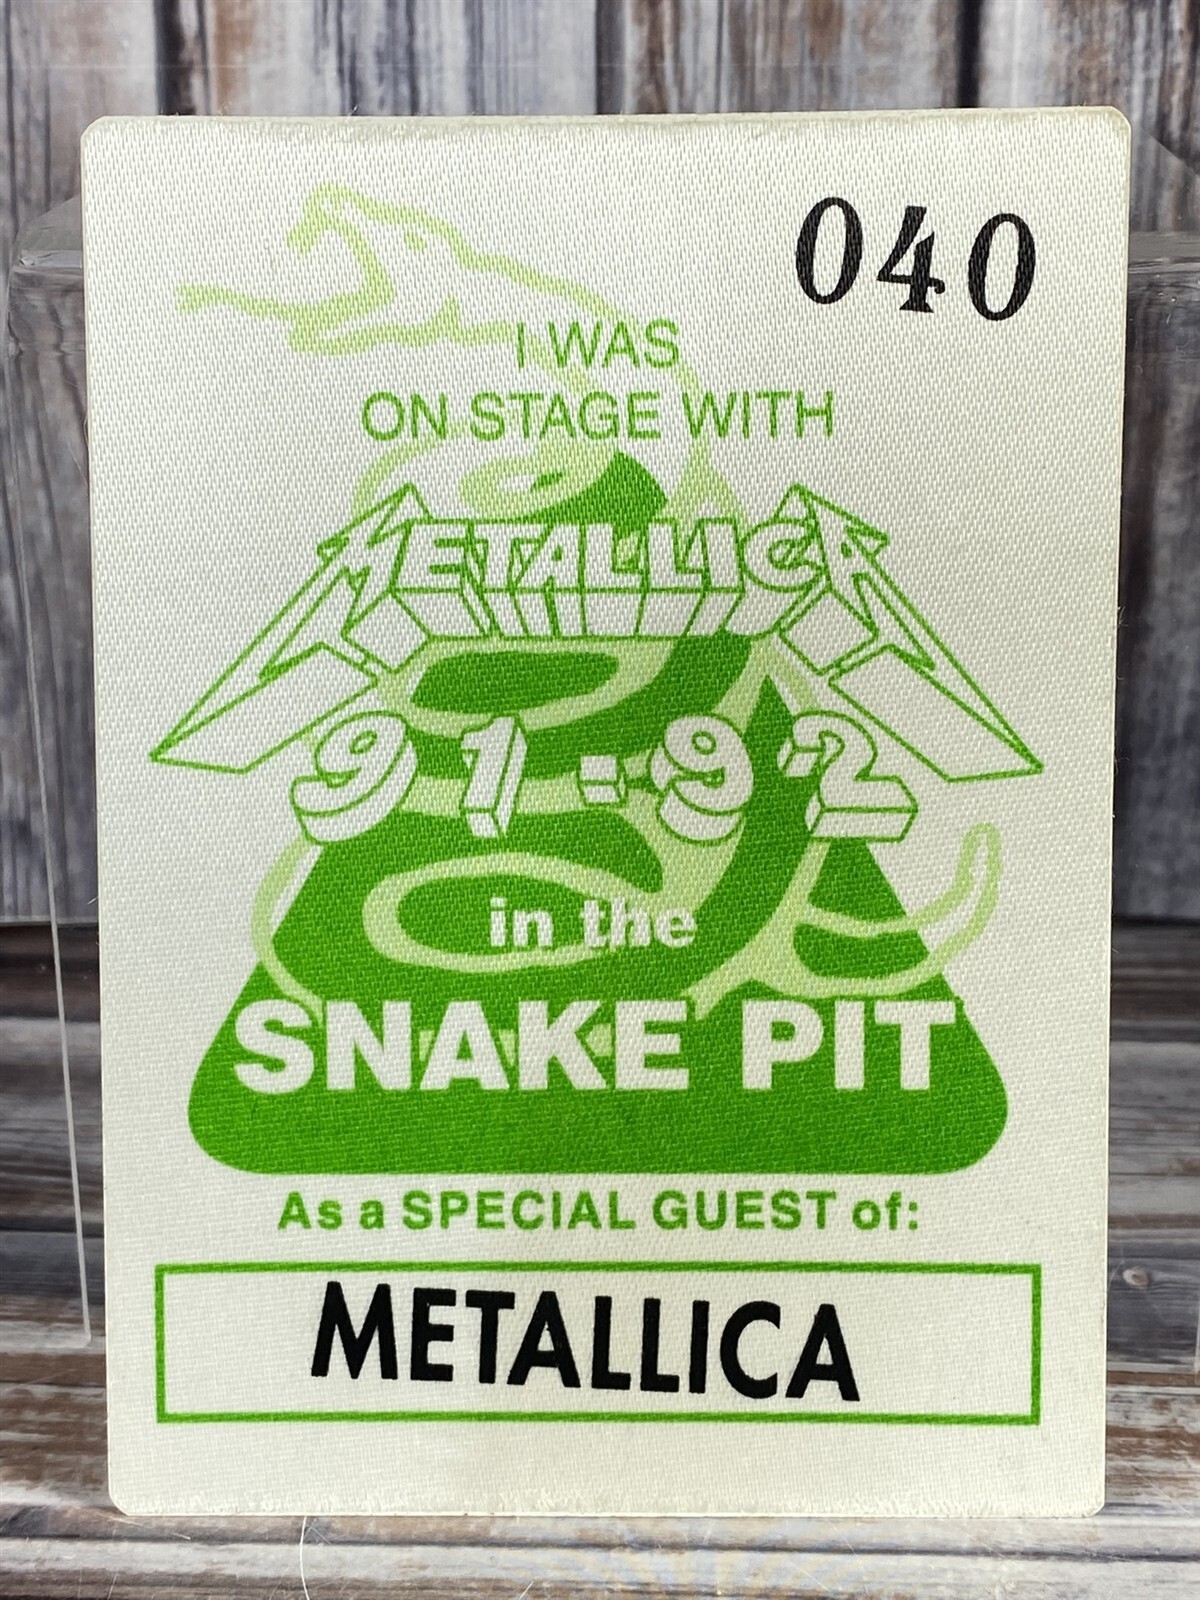 040
I WAS
ON STAGE WITH
METALLICA
91-92
in the
SNAKE PIT
As a SPECIAL GUEST of:
METALLICA